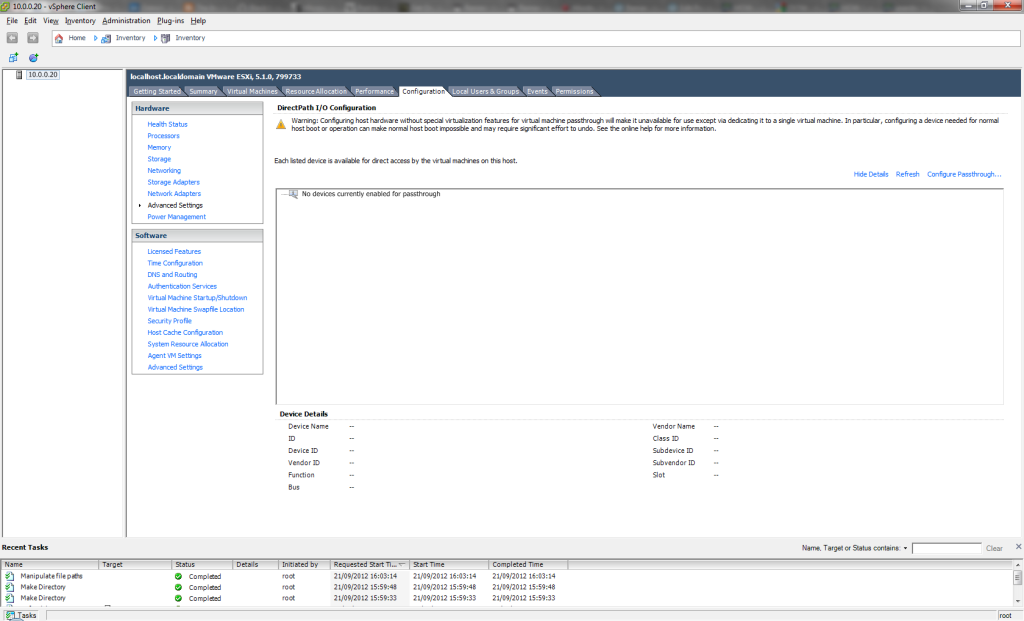 10.0.0.20 - vSphere Client
File Edit View Inventory Administration Plug-ins Help
Home Inventory Inventory
10.0.0.20
localhost.localdomain VMware ESXi, 5.1.0, 799733
Getting Started Summary Virtual Machines Resource Allocation Performance Configuration Local Users & Groups Events Permissions
Hardware
Health Status
Processors
Memory
Storage
Networking
Storage Adapters
Network Adapters
Advanced Settings
Power Management
Software
Licensed Features
Time Configuration
DNS and Routing
Authentication Services
Virtual Machine Startup/Shutdown
Virtual Machine Swapfile Location
Security Profile
Host Cache Configuration
System Resource Allocation
Agent VM Settings
Advanced Settings
DirectPath I/O Configuration
Warning: Configuring host hardware without special virtualization features for virtual machine passthrough will make it unavailable for use except via dedicating it to a single virtual machine. In particular, configuring a device needed for normal
host boot or operation can make normal host boot impossible and may require significant effort to undo. See the online help for more information.
Each listed device is available for direct access by the virtual machines on this host.
Hide Details Refresh Configure Passthrough...
No devices currently enabled for passthrough
Device Details
Device Name -- Vendor Name --
ID -- Class ID --
Device ID -- Subdevice ID --
Vendor ID -- Subvendor ID --
Function -- Slot --
Bus --
Recent Tasks Name, Target or Status contains: Clear
Name Target Status Details Initiated by Requested Start Ti... Start Time Completed Time
Manipulate file paths Completed root 21/09/2012 16:03:14 21/09/2012 16:03:14 21/09/2012 16:03:14
Make Directory Completed root 21/09/2012 15:59:48 21/09/2012 15:59:48 21/09/2012 15:59:48
Make Directory Completed root 21/09/2012 15:59:33 21/09/2012 15:59:33 21/09/2012 15:59:33
Tasks root